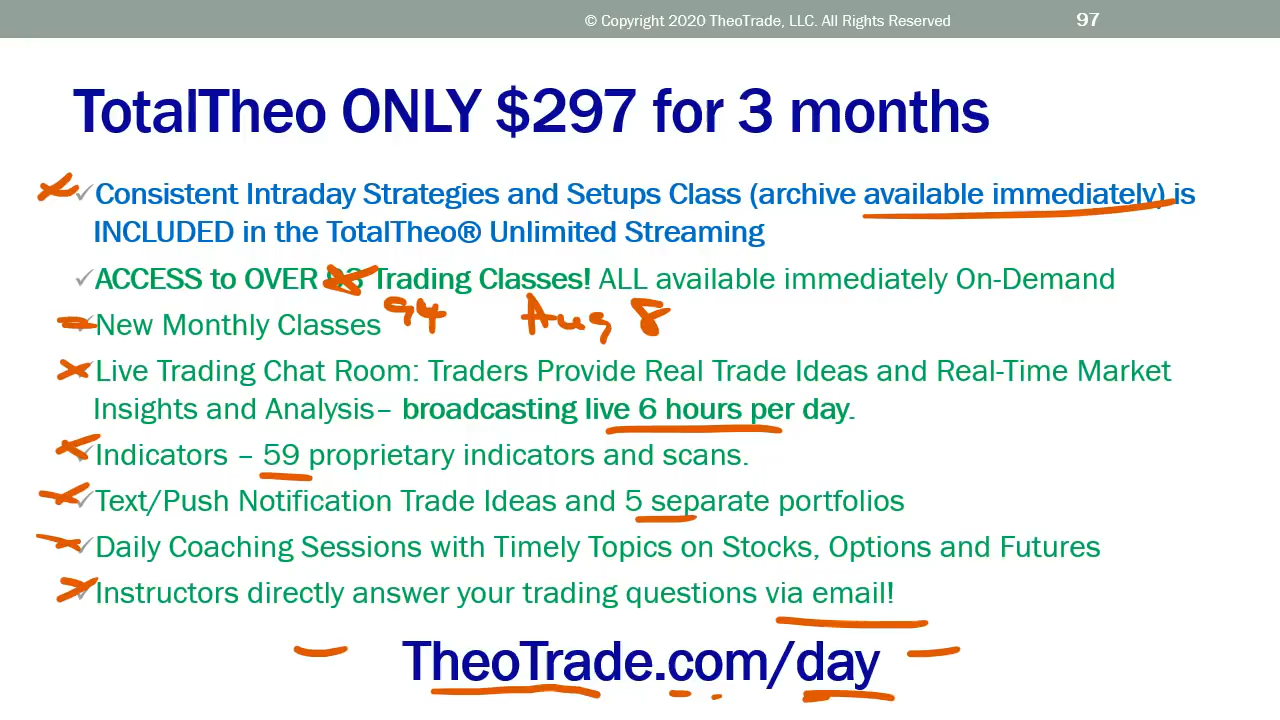 © Copyright 2020 TheoTrade, LLC. All Rights Reserved 97
TotalTheo ONLY $297 for 3 months
✓Consistent Intraday Strategies and Setups Class (archive available immediately) is
INCLUDED in the TotalTheo® Unlimited Streaming
✓ACCESS to OVER 93 Trading Classes! ALL available immediately On-Demand
94 Aug 8
✓New Monthly Classes
✓Live Trading Chat Room: Traders Provide Real Trade Ideas and Real-Time Market
Insights and Analysis– broadcasting live 6 hours per day.
✓Indicators – 59 proprietary indicators and scans.
✓Text/Push Notification Trade Ideas and 5 separate portfolios
✓Daily Coaching Sessions with Timely Topics on Stocks, Options and Futures
✓Instructors directly answer your trading questions via email!
TheoTrade.com/day